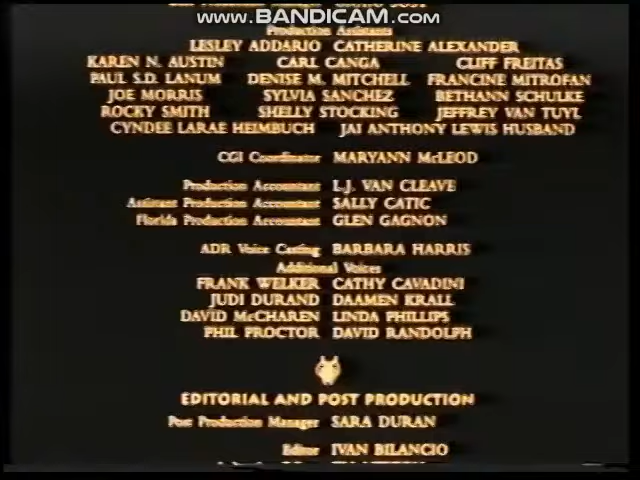 www.BANDICAM.com
Production Assistants
LESLEY ADDARIO CATHERINE ALEXANDER
KAREN N. AUSTIN CARL CANGA CLIFF FREITAS
PAUL S.D. LANUM DENISE M. MITCHELL FRANCINE MITROFAN
JOE MORRIS SYLVIA SANCHEZ BETHANN SCHULKE
ROCKY SMITH SHELLY STOCKING JEFFREY VAN TUYL
CYNDEE LARAE HEIMBUCH JAI ANTHONY LEWIS HUSBAND
CGI Coordinator MARYANN McLEOD
Production Accountant L.J. VAN CLEAVE
Assistant Production Accountant SALLY CATIC
Florida Production Accountant GLEN GAGNON
ADR Voice Casting BARBARA HARRIS
Additional Voices
FRANK WELKER CATHY CAVADINI
JUDI DURAND DAAMEN KRALL
DAVID McCHAREN LINDA PHILLIPS
PHIL PROCTOR DAVID RANDOLPH
EDITORIAL AND POST PRODUCTION
Post Production Manager SARA DURAN
Editor IVAN BILANCIO